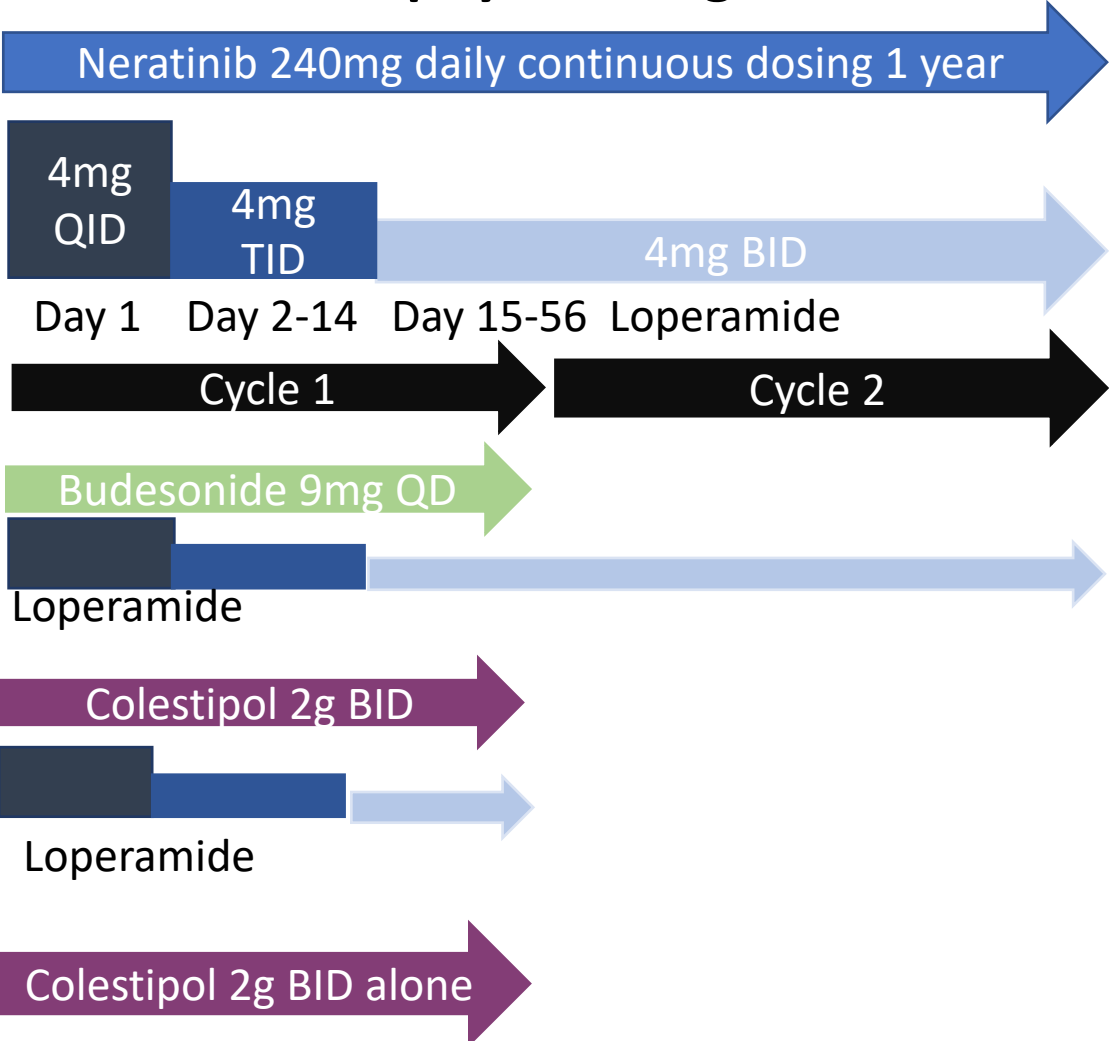 Neratinib 240mg daily continuous dosing 1 year
4mg
QID
4mg
TID
4mg BID
Day 1
Day 2-14
Day 15-56
Loperamide
Cycle 1
Cycle 2
Budesonide 9mg QD
Loperamide
Colestipol 2g BID
Loperamide
Colestipol 2g BID alone